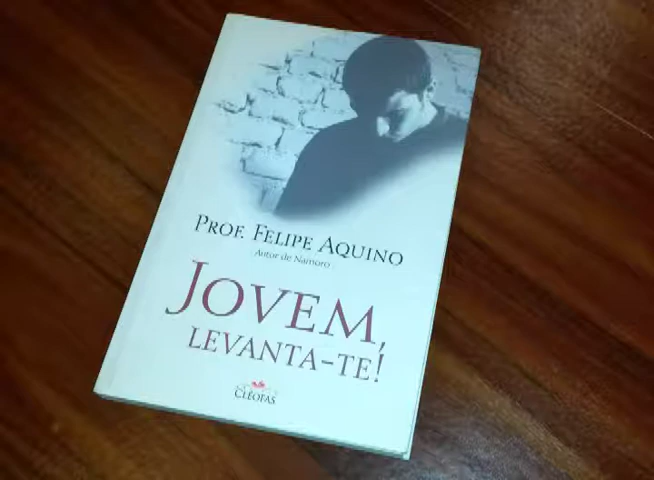 PROF. FELIPE AQUINO
Autor de Namoro
JOVEM,
LEVANTA-TE!
CLÉOFAS